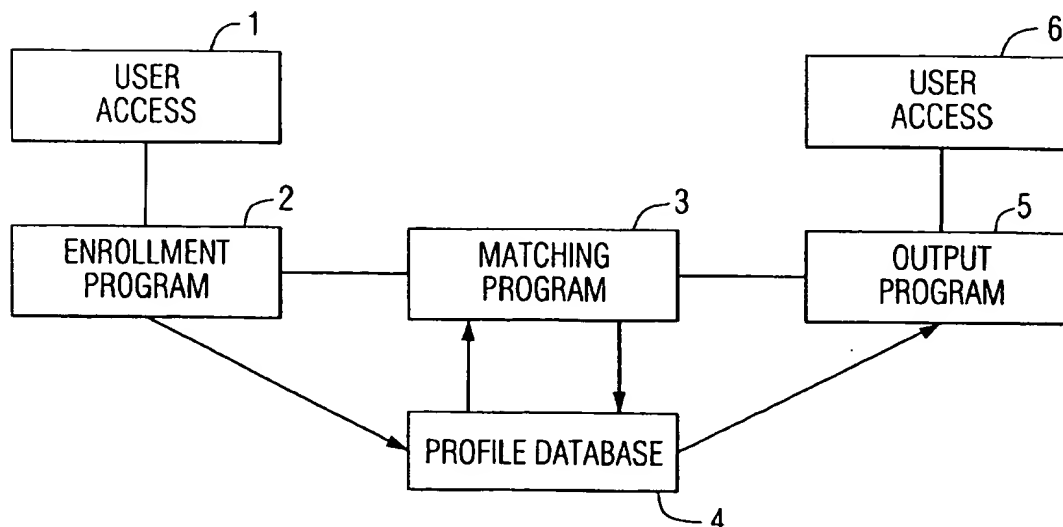 1
USER
ACCESS
6
USER
ACCESS
2
ENROLLMENT
PROGRAM
3
MATCHING
PROGRAM
5
OUTPUT
PROGRAM
PROFILE DATABASE
4